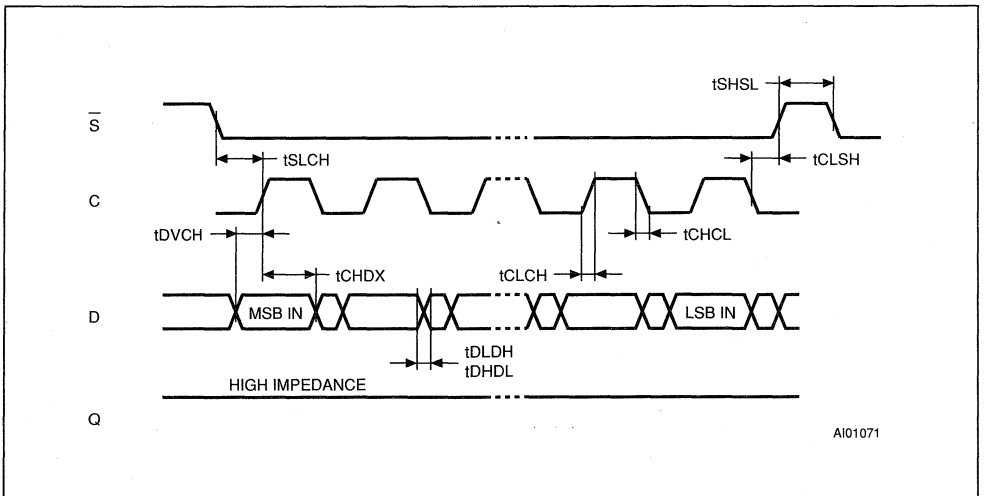 tSHSL
S
tSLCH
tCLSH
C
tDVCH
tCHCL
tCHDX
tCLCH
D
MSB IN
LSB IN
tDLDH
tDHDL
HIGH IMPEDANCE
Q
AI01071